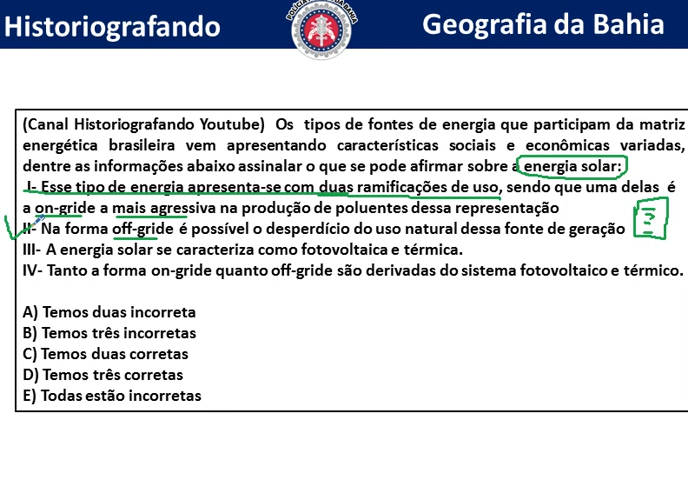 Historiografando
Geografia da Bahia
(Canal Historiografando Youtube) Os tipos de fontes de energia que participam da matriz
energética brasileira vem apresentando características sociais e econômicas variadas,
dentre as informações abaixo assinalar o que se pode afirmar sobre a energia solar:
I- Esse tipo de energia apresenta-se com duas ramificações de uso, sendo que uma delas é
a on-gride a mais agressiva na produção de poluentes dessa representação
II- Na forma off-gride é possível o desperdício do uso natural dessa fonte de geração
III- A energia solar se caracteriza como fotovoltaica e térmica.
IV- Tanto a forma on-gride quanto off-gride são derivadas do sistema fotovoltaico e térmico.
A) Temos duas incorreta
B) Temos três incorretas
C) Temos duas corretas
D) Temos três corretas
E) Todas estão incorretas